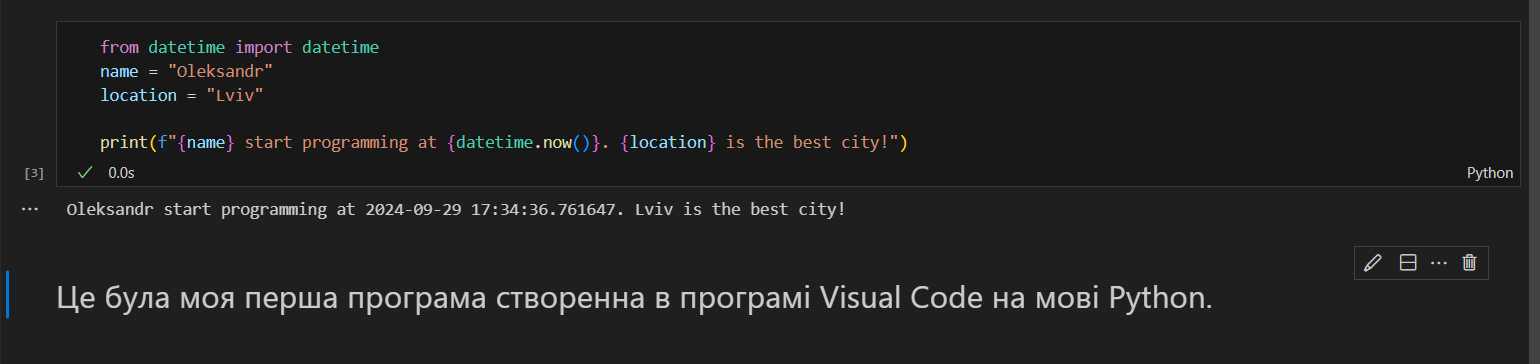 from datetime import datetime
name = "Oleksandr"
location = "Lviv"
print(f"{name} start programming at {datetime.now()}. {location} is the best city!")
[3]
0.0s
Python
Oleksandr start programming at 2024-09-29 17:34:36.761647. Lviv is the best city!
Це була моя перша програма створенна в програмі Visual Code на мові Python.